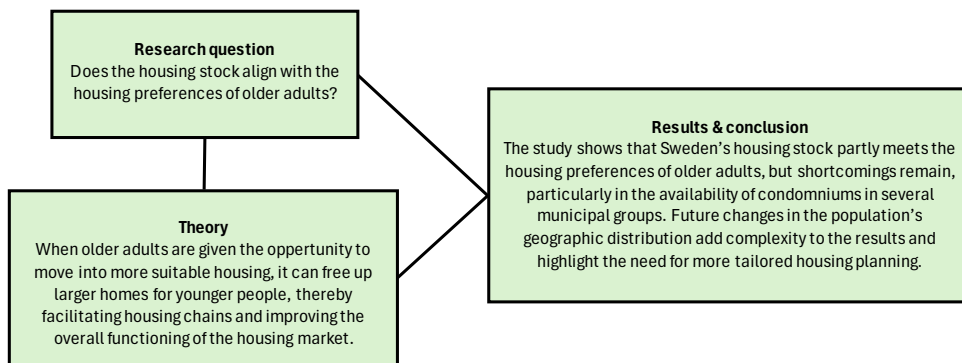 Research question
Does the housing stock align with the
housing preferences of older adults?
Theory
When older adults are given the opportunity to
move into more suitable housing, it can free up
larger homes for younger people, thereby
facilitating housing chains and improving the
overall functioning of the housing market.
Results & conclusion
The study shows that Sweden's housing stock partly meets the
housing preferences of older adults, but shortcomings remain,
particularly in the availability of condomniums in several
municipal groups. Future changes in the population's
geographic distribution add complexity to the results and
highlight the need for more tailored housing planning.